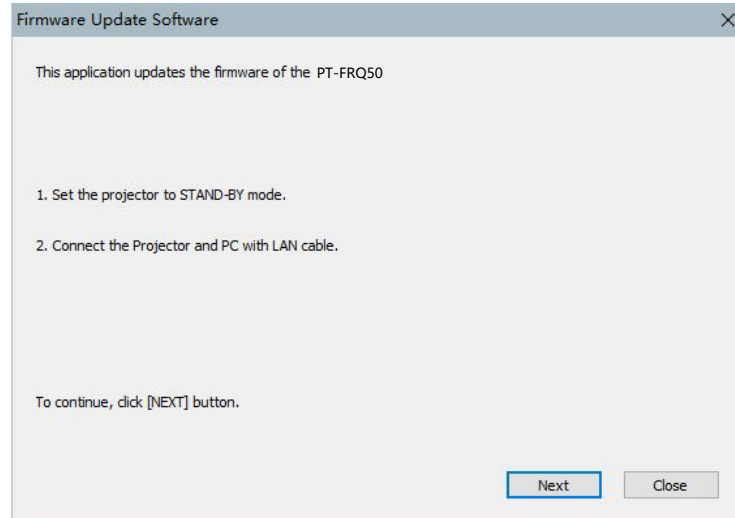 Firmware Update Software
This application updates the firmware of the PT-FRQ50
1. Set the projector to STAND-BY mode.
2. Connect the Projector and PC with LAN cable.
To continue, click [NEXT] button.
Next
Close